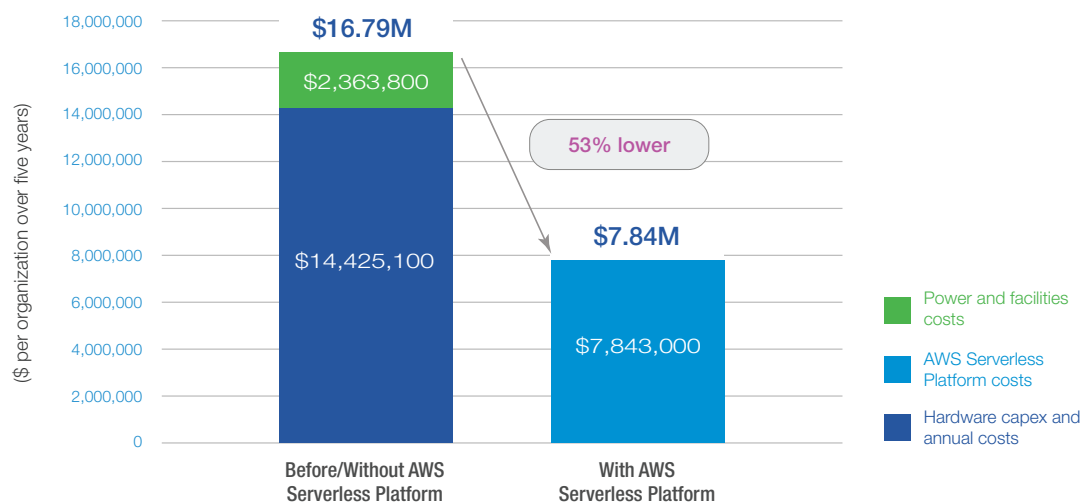 ($ per organization over five years)
18,000,000
16,000,000
14,000,000
12,000,000
10,000,000
8,000,000
6,000,000
4,000,000
2,000,000
0
$16.79M
$2,363,800
$14,425,100
53% lower
$7.84M
$7,843,000
Before/Without AWS
Serverless Platform
With AWS
Serverless Platform
Power and facilities
costs
AWS Serverless
Platform costs
Hardware capex and
annual costs